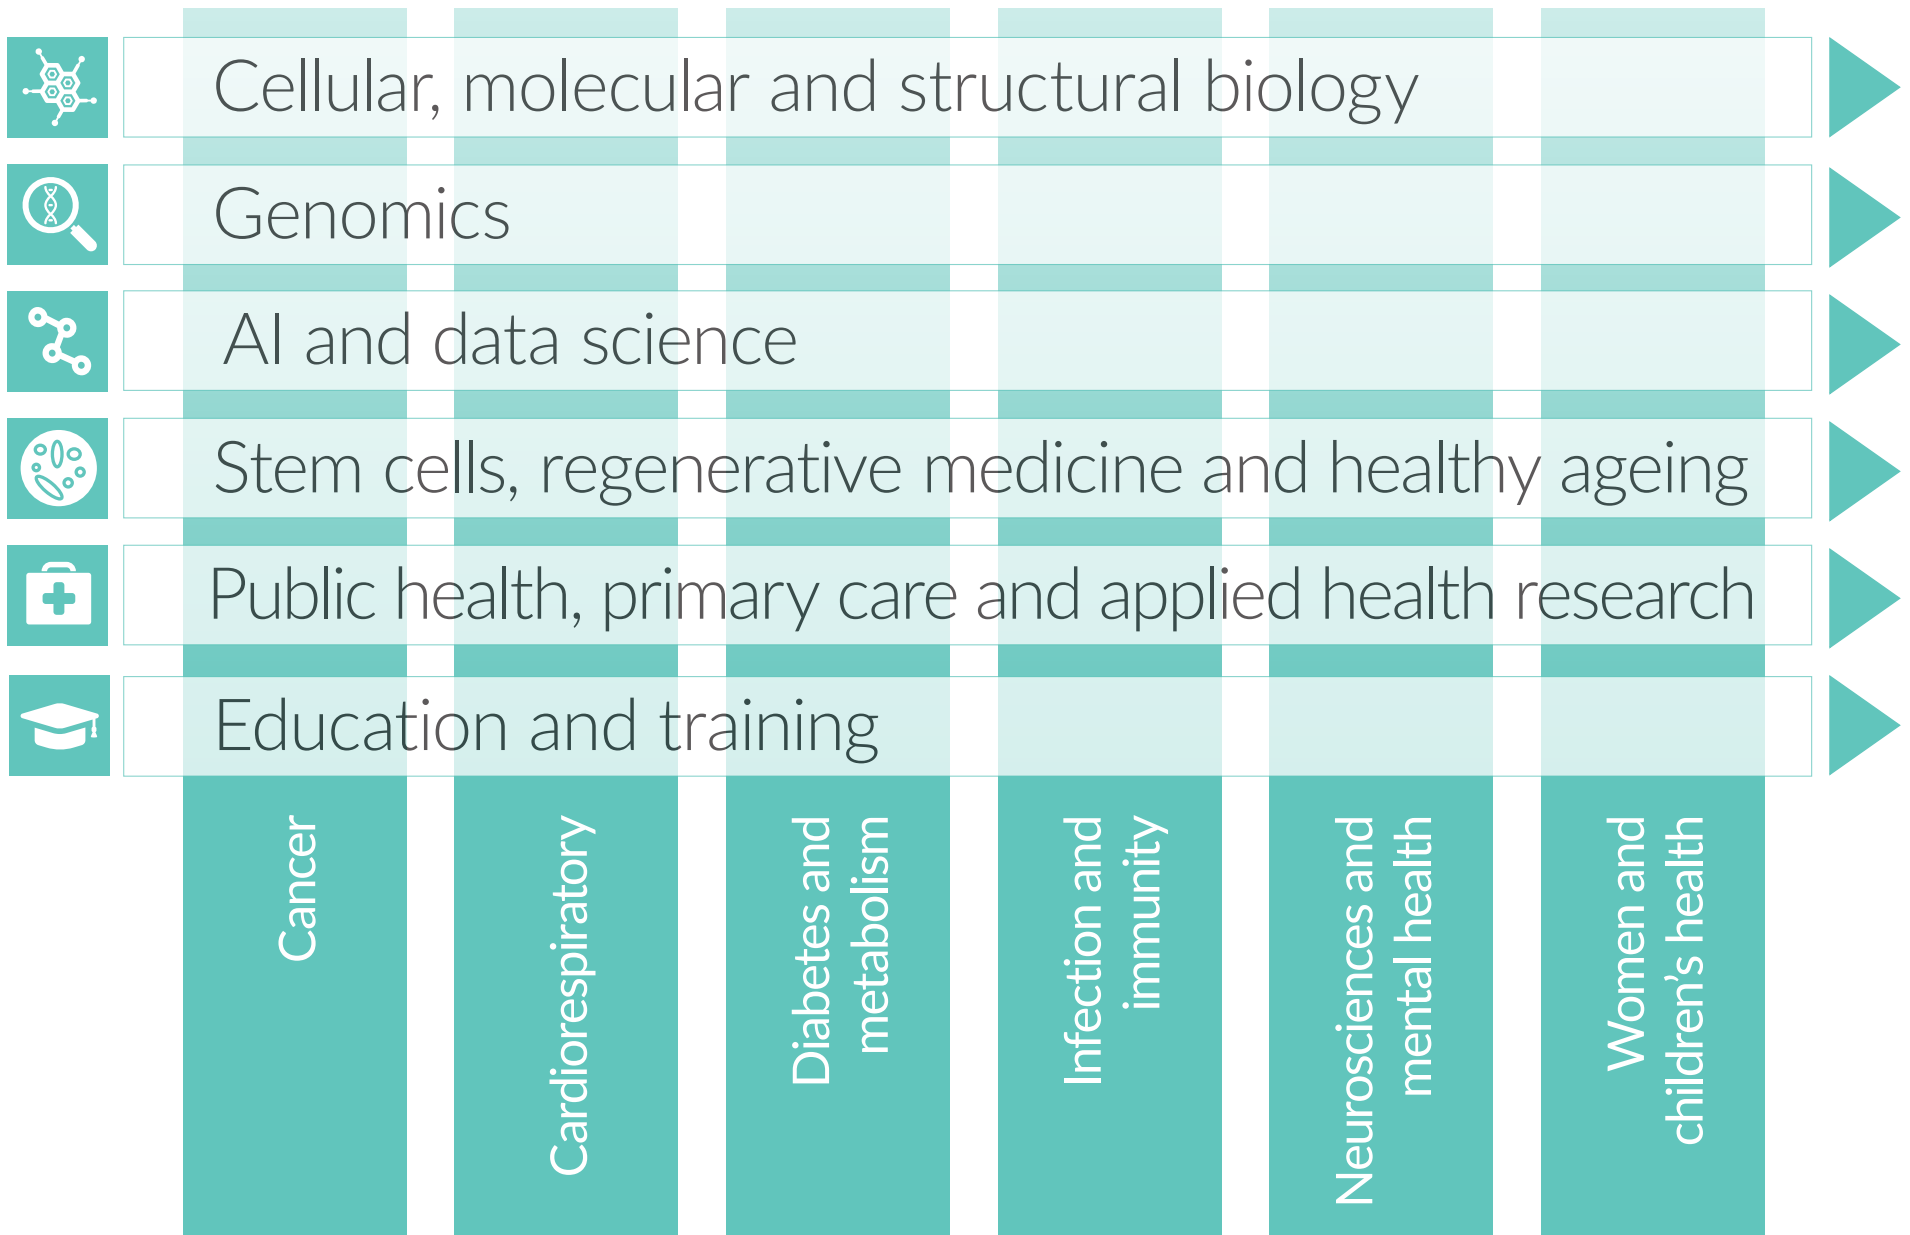 Cellular, molecular and structural biology
Genomics
AI and data science
Stem cells, regenerative medicine and healthy ageing
Public health, primary care and applied health research
Education and training
Cancer
Cardiorespiratory
Diabetes and
metabolism
Infection and
immunity
Neurosciences and
mental health
Women and
children’s health